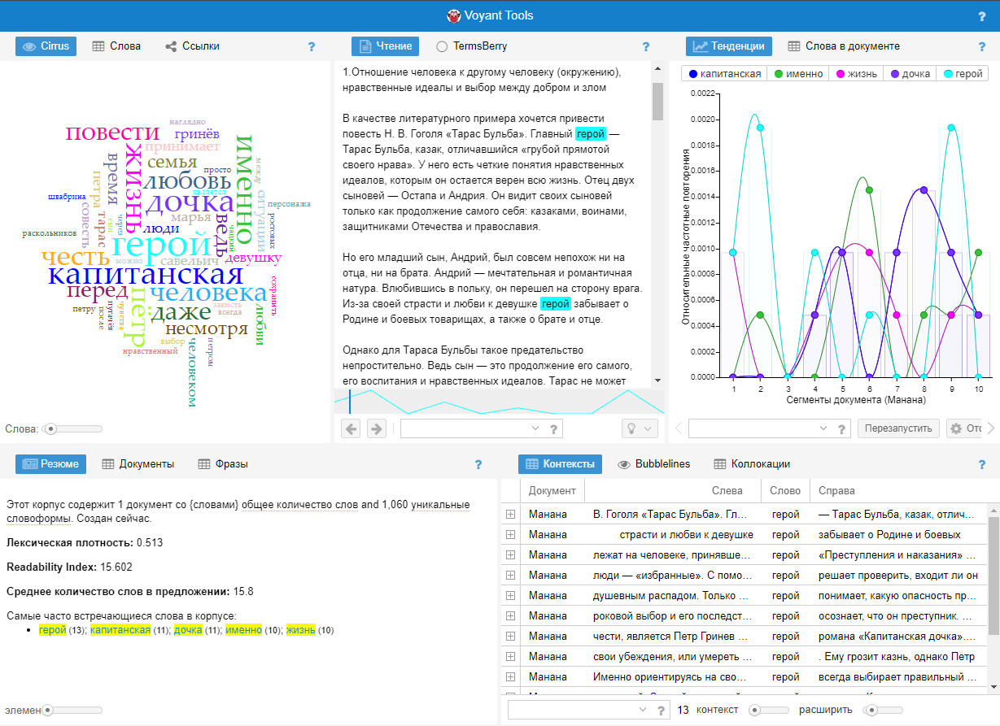 Voyant Tools
?
Cirrus
Слова
Ссылки
?
повести
наглядно
гринёв
принимает
именно
жизнь
время
семья
просто
между
петра
любовь
является
швабрина
дочка
ситуации
персонажа
совесть
тарас
через
сын
марья
ведь
люди
чацкий
ростовых
раскольников
герой
честь
можно
савельич
девушку
капитанская
перед
человека
сохранить
пётр
петру
после
пугачёв
чувства
даже
зависть
всегда
любви
несмотря
выбор
нравственный
человеком
петром
Слова:
Чтение
TermsBerry
?
1.Отношение человека к другому человеку (окружению),
нравственные идеалы и выбор между добром и злом
В качестве литературного примера хочется привести
повесть Н. В. Гоголя «Тарас Бульба». Главный герой —
Тарас Бульба, казак, отличавшийся «грубой прямотой
своего нрава». У него есть четкие понятия нравственных
идеалов, которым он остается верен всю жизнь. Отец двух
сыновей — Остапа и Андрия. Он видит своих сыновей
только как продолжение самого себя: казаками, воинами,
защитниками Отечества и православия.
Но его младший сын, Андрий, был совсем непохож ни на
отца, ни на брата. Андрий — мечтательная и романтичная
натура. Влюбившись в польку, он перешел на сторону врага.
Из-за своей страсти и любви к девушке герой забывает о
Родине и боевых товарищах, а также о брате и отце.
Однако для Тараса Бульбы такое предательство
непростительно. Ведь сын — это продолжение его самого,
его воспитания и нравственных идеалов. Тарас не может
?
Тенденции
Слова в документе
?
капитанская
именно
жизнь
дочка
герой
Относительные частотные повторения
0.0022
0.0020
0.0018
0.0016
0.0014
0.0012
0.0010
0.0008
0.0006
0.0004
0.0002
0.0000
1 2 3 4 5 6 7 8 9 10
Сегменты документа (Манана)
?
Перезапустить
Ото
Резюме
Документы
Фразы
?
Этот корпус содержит 1 документ со {словами} общее количество слов and 1,060 уникальные
словоформы. Создан сейчас.
Лексическая плотность: 0.513
Readability Index: 15.602
Среднее количество слов в предложении: 15.8
Самые часто встречающиеся слова в корпусе:
• герой (13); капитанская (11); дочка (11); именно (10); жизнь (10)
элемен
Контексты
Bubblelines
Коллокации
?
Документ Слева Слово Справа
Манана В. Гоголя «Тарас Бульба». Гл… герой — Тарас Бульба, казак, отлич…
Манана страсти и любви к девушке герой забывает о Родине и боевых
Манана лежат на человеке, принявше… герой «Преступления и наказания» …
Манана люди — «избранные». С помо… герой решает проверить, входит ли он
Манана душевным распадом. Только … герой понимает, какую опасность пр…
Манана роковой выбор и его последст… герой осознает, что он преступник. …
Манана чести, является Петр Гринев … герой романа «Капитанская дочка»….
Манана свои убеждения, или умереть … герой . Ему грозит казнь, однако Петр
Манана Именно ориентируясь на сво… герой всегда выбирает правильный …
? 13 контекст расширить